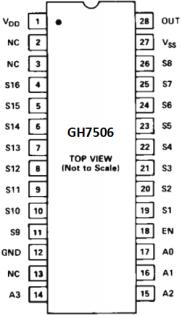 VDD 1 28 OUT
NC 2 27 VSS
NC 3 26 S8
S16 4 25 S7
S15 5 24 S6
S14 6 23 S5
S13 7 22 S4
S12 8 21 S3
S11 9 20 S2
S10 10 19 S1
S9 11 18 EN
GND 12 17 A0
NC 13 16 A1
A3 14 15 A2
GH7506
TOP VIEW
(Not to Scale)